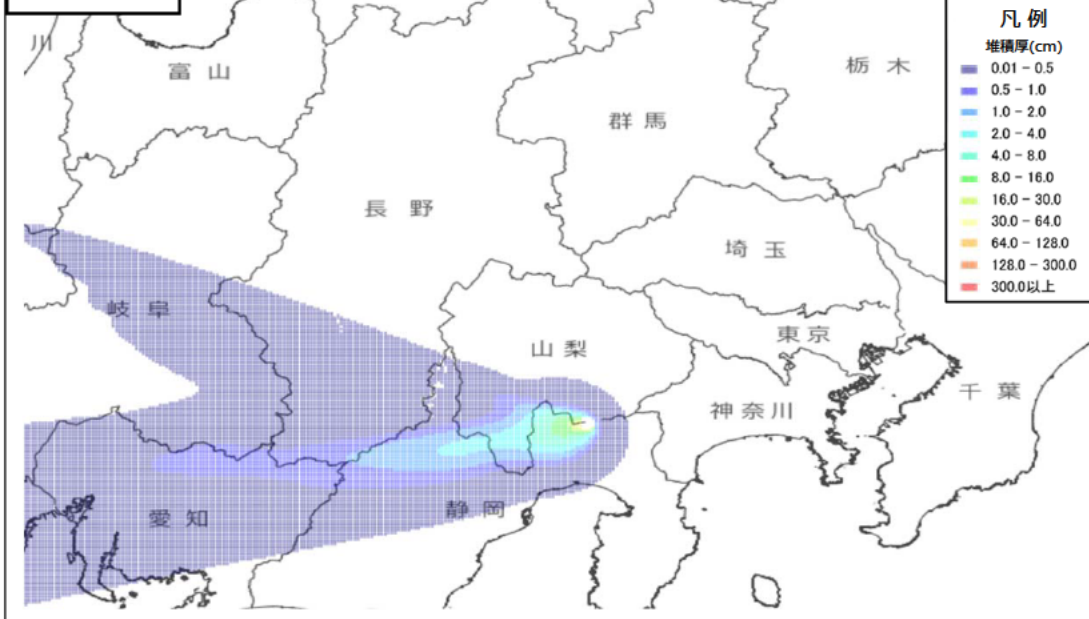 凡 例
堆積厚(cm)
0.01 - 0.5
0.5 - 1.0
1.0 - 2.0
2.0 - 4.0
4.0 - 8.0
8.0 - 16.0
16.0 - 30.0
30.0 - 64.0
64.0 - 128.0
128.0 - 300.0
300.0以上
川
富 山
栃 木
群 馬
長 野
埼 玉
岐 阜
東 京
山 梨
千 葉
神 奈 川
静 岡
愛 知